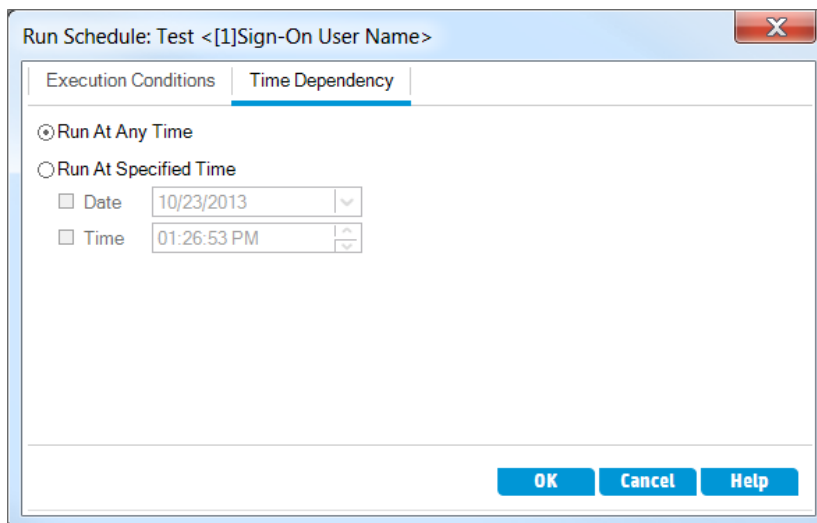 Run Schedule: Test <[1]Sign-On User Name>
Execution Conditions Time Dependency
Run At Any Time
Run At Specified Time
Date 10/23/2013
Time 01:26:53 PM
OK Cancel Help